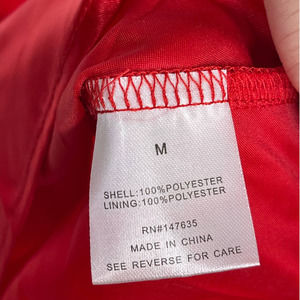 M
SHELL:100%POLYESTER
LINING:100%POLYESTER
RN#147635
MADE IN CHINA
SEE REVERSE FOR CARE